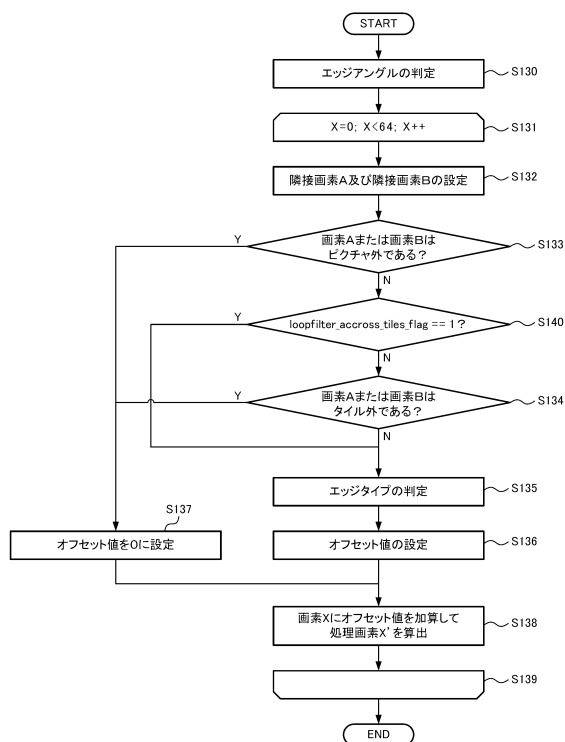 START
エッジアングルの判定
S130
X=0; X<64; X++
S131
隣接画素A及び隣接画素Bの設定
S132
画素Aまたは画素Bは
ピクチャ外である?
S133
Y
N
loopfilter_accross_tiles_flag == 1?
S140
Y
N
画素Aまたは画素Bは
タイル外である?
S134
Y
N
エッジタイプの判定
S135
S137
オフセット値を0に設定
オフセット値の設定
S136
画素Xにオフセット値を加算して
処理画素X'を算出
S138
S139
END